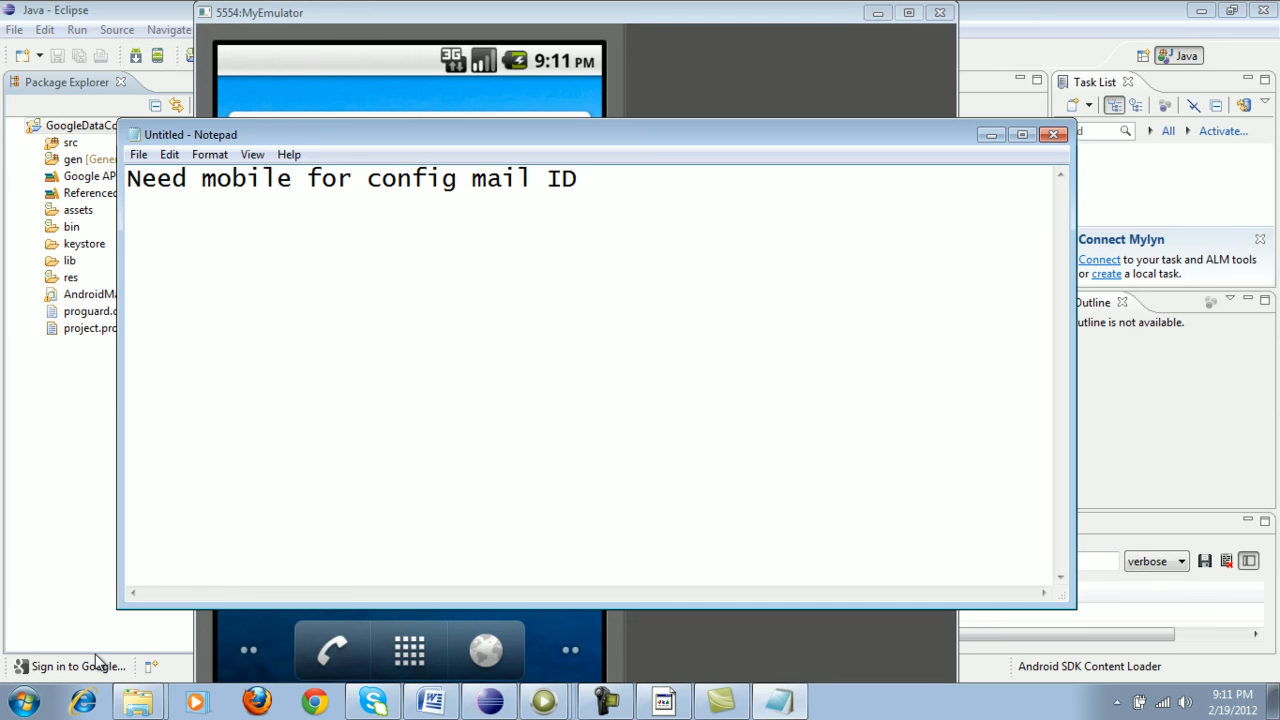 Java - Eclipse
5554:MyEmulator
File Edit Run Source Navigate
3G 9:11 PM
Java
Package Explorer
Task List
Untitled - Notepad
GoogleDataCo
d All Activate...
File Edit Format View Help
src
Need mobile for config mail ID
gen [Gener
Google AP
Referenced
assets
bin
Connect Mylyn
keystore
Connect to your task and ALM tools
lib
or create a local task.
res
AndroidMa
utline
proguard.c
utline is not available.
project.pro
verbose
Sign in to Google...
Android SDK Content Loader
9:11 PM
2/19/2012